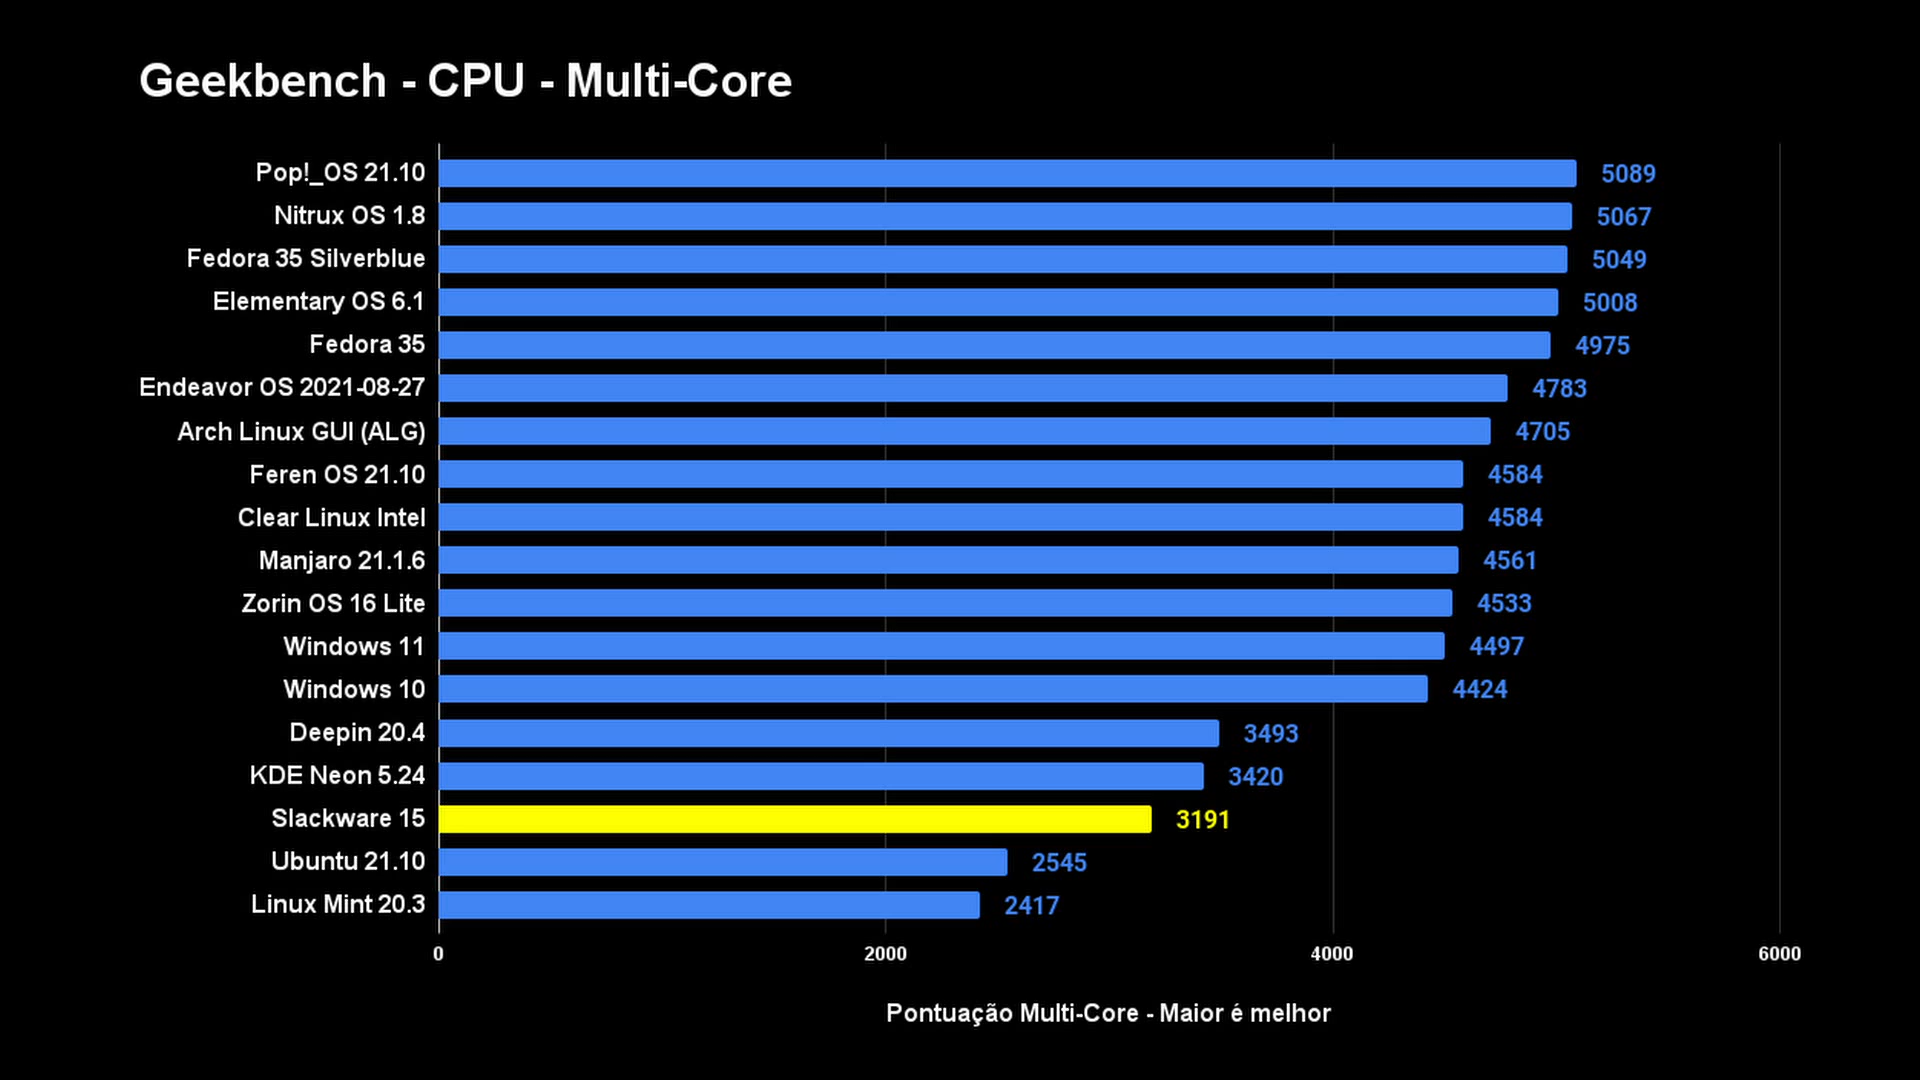 Geekbench - CPU - Multi-Core
Pop!_OS 21.10 5089
Nitrux OS 1.8 5067
Fedora 35 Silverblue 5049
Elementary OS 6.1 5008
Fedora 35 4975
Endeavor OS 2021-08-27 4783
Arch Linux GUI (ALG) 4705
Feren OS 21.10 4584
Clear Linux Intel 4584
Manjaro 21.1.6 4561
Zorin OS 16 Lite 4533
Windows 11 4497
Windows 10 4424
Deepin 20.4 3493
KDE Neon 5.24 3420
Slackware 15 3191
Ubuntu 21.10 2545
Linux Mint 20.3 2417
0 2000 4000 6000
Pontuação Multi-Core - Maior é melhor